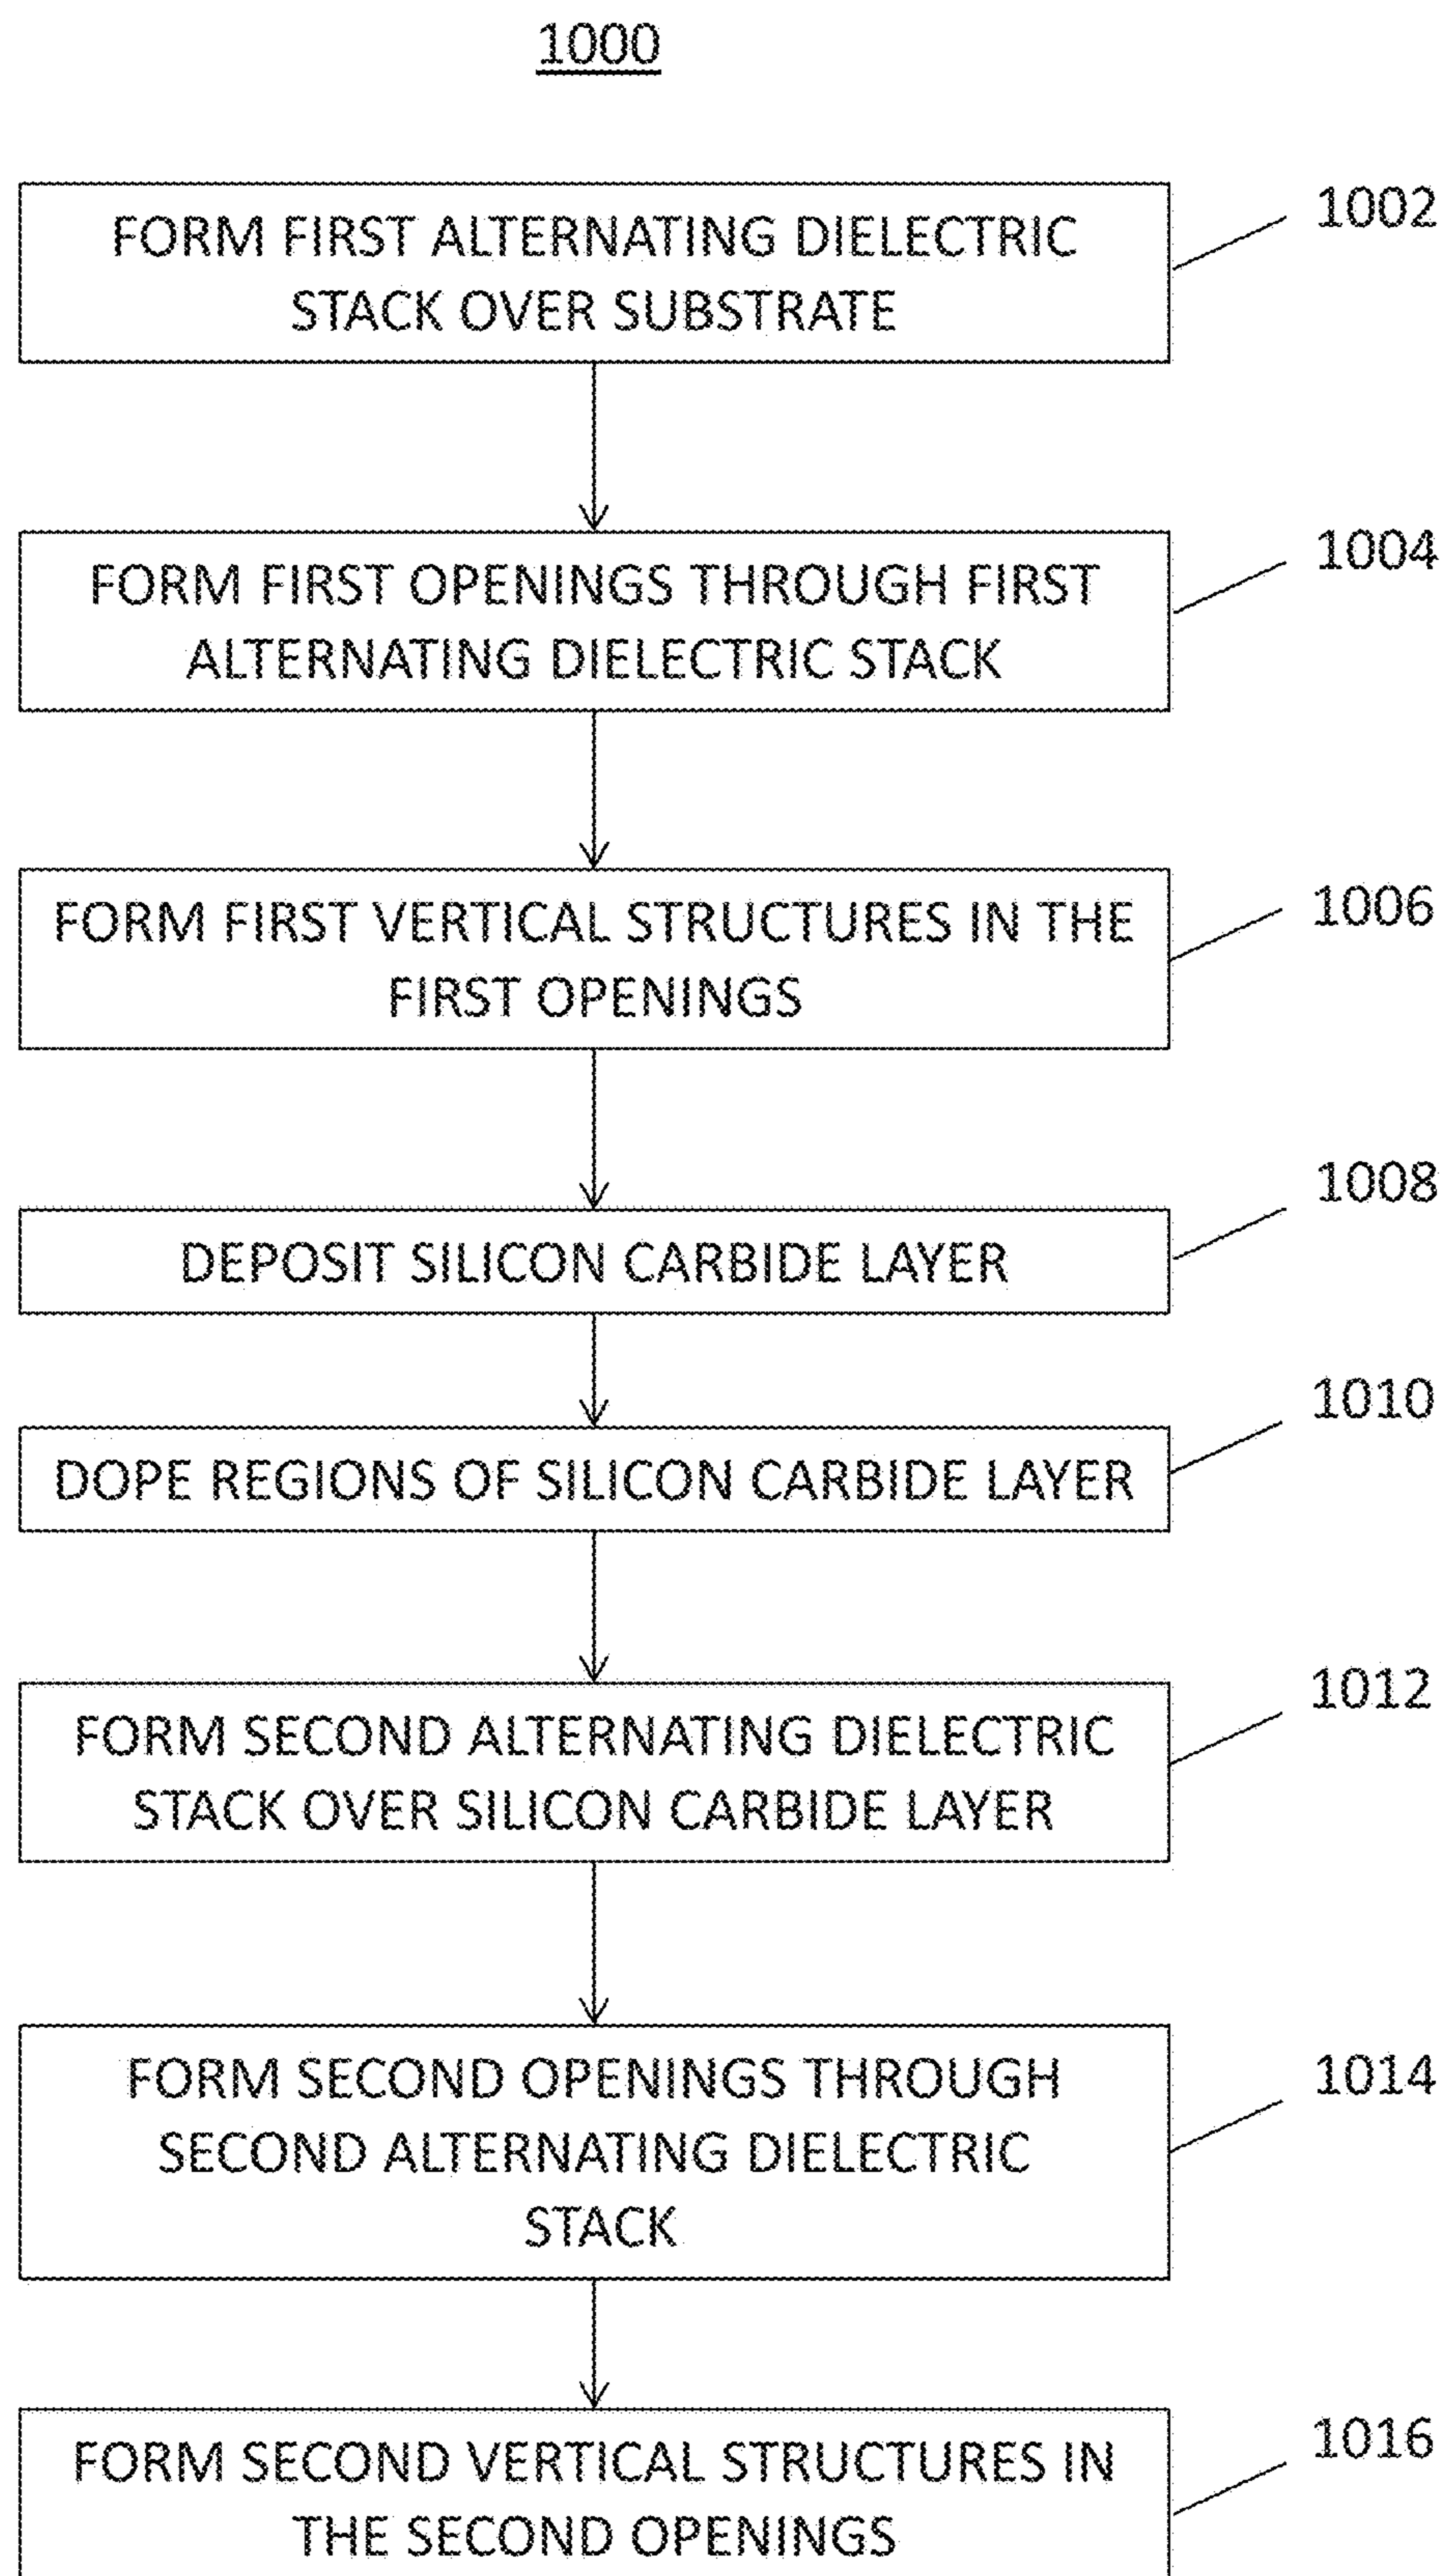 1000
FORM FIRST ALTERNATING DIELECTRIC
STACK OVER SUBSTRATE
1002
FORM FIRST OPENINGS THROUGH FIRST
ALTERNATING DIELECTRIC STACK
1004
FORM FIRST VERTICAL STRUCTURES IN THE
FIRST OPENINGS
1006
DEPOSIT SILICON CARBIDE LAYER
1008
DOPE REGIONS OF SILICON CARBIDE LAYER
1010
FORM SECOND ALTERNATING DIELECTRIC
STACK OVER SILICON CARBIDE LAYER
1012
FORM SECOND OPENINGS THROUGH
SECOND ALTERNATING DIELECTRIC
STACK
1014
FORM SECOND VERTICAL STRUCTURES IN
THE SECOND OPENINGS
1016